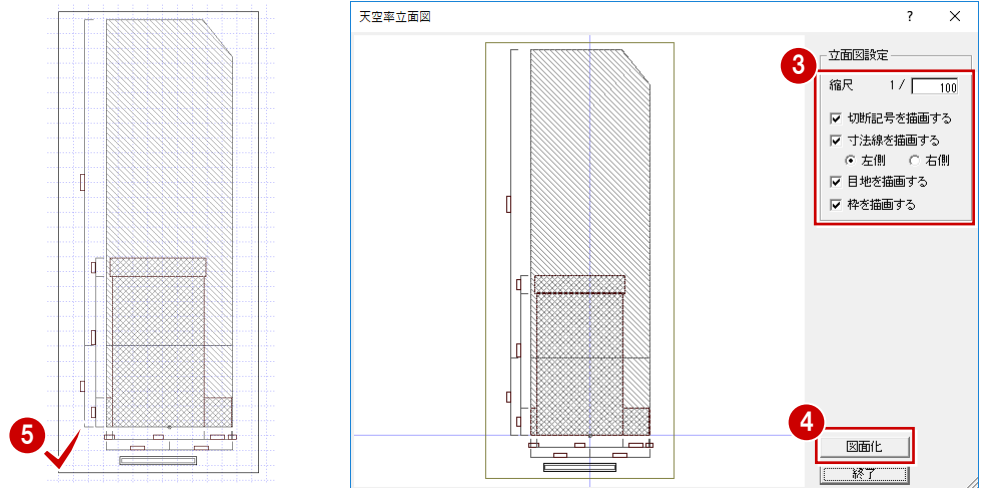 天空率立面図
? ×
3
立面図設定
縮尺 1/ 100
切断記号を描画する
寸法線を描画する
左側 右側
目地を描画する
枠を描画する
4
図面化
終了
5